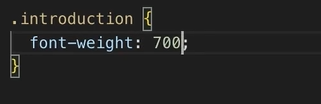 .introduction {
  font-weight: 700;
}